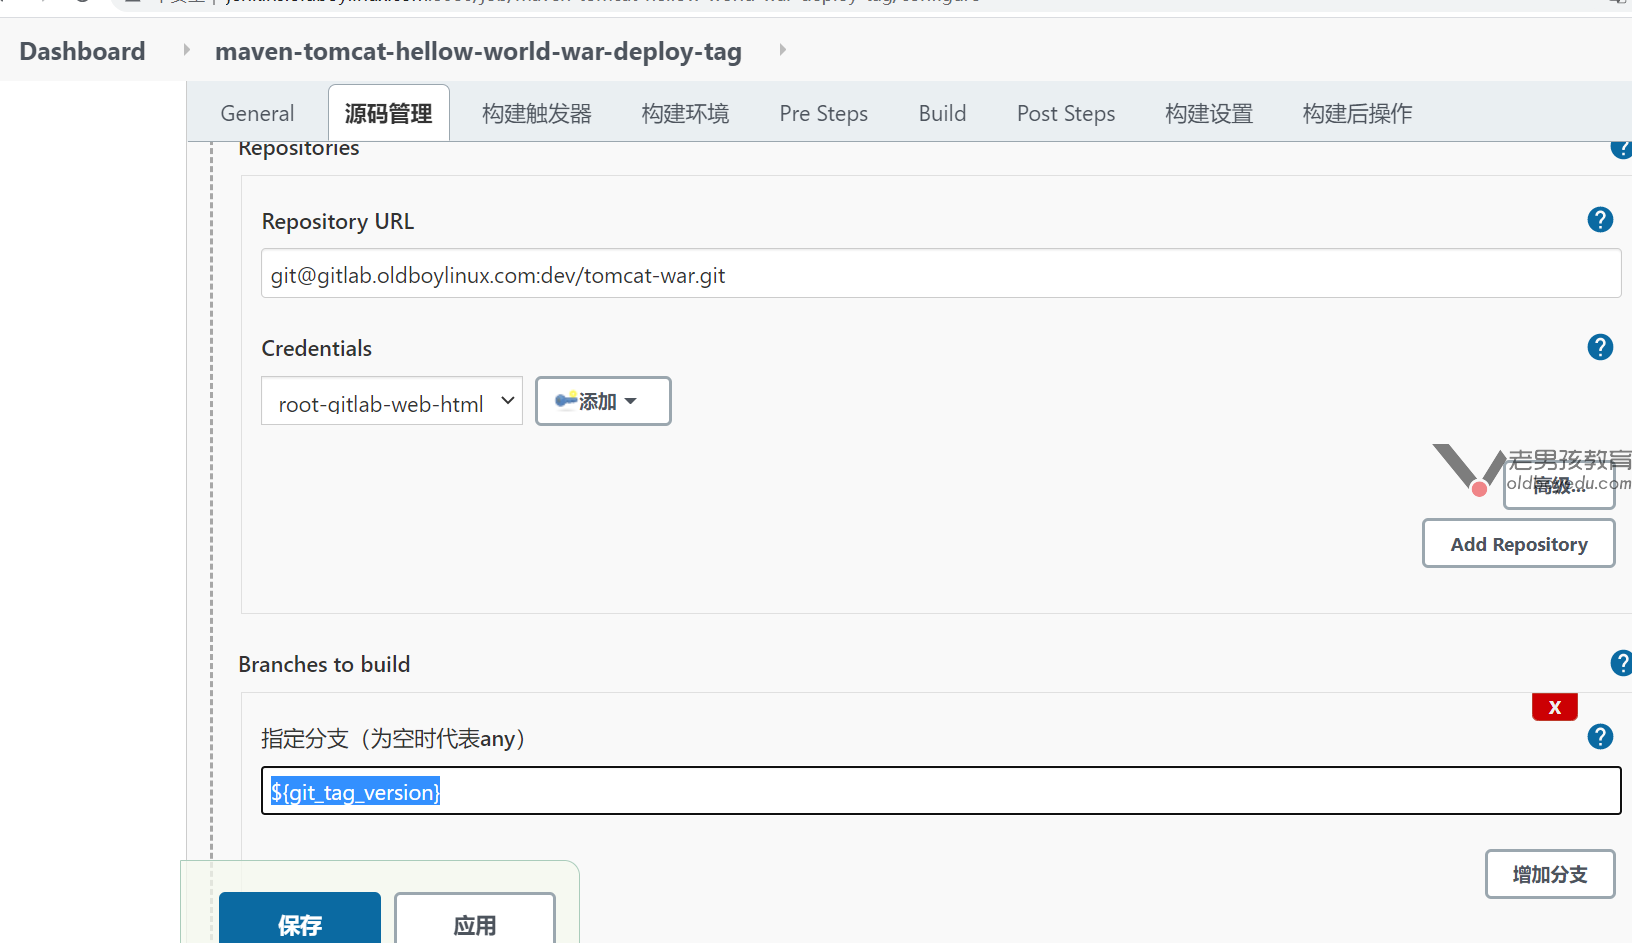 Dashboard
maven-tomcat-hellow-world-war-deploy-tag
General 源码管理 构建触发器 构建环境 Pre Steps Build Post Steps 构建设置 构建后操作
Repositories
Repository URL
git@gitlab.oldboylinux.com:dev/tomcat-war.git
Credentials
root-gitlab-web-html 添加
老男孩教育
oldboyedu.com
高级...
Add Repository
Branches to build
X
指定分支（为空时代表any）
${git_tag_version}
增加分支
保存 应用